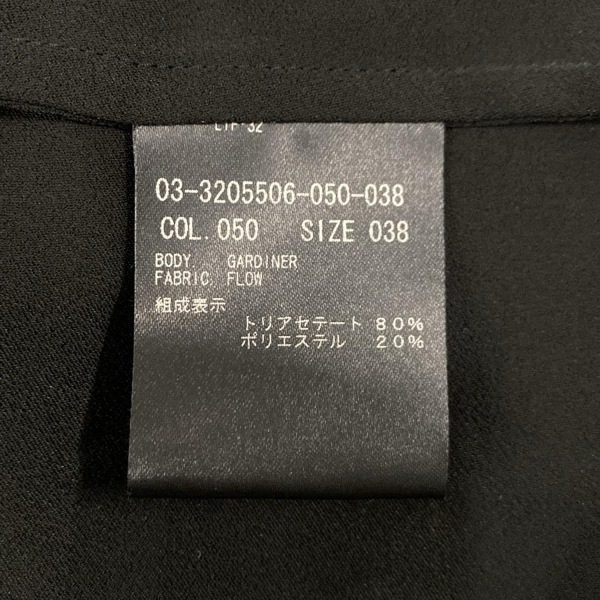 03-3205506-050-038
COL.050 SIZE 038
BODY. GARDINER
FABRIC. FLOW
組成表示
トリアセテート 80%
ポリエステル 20%